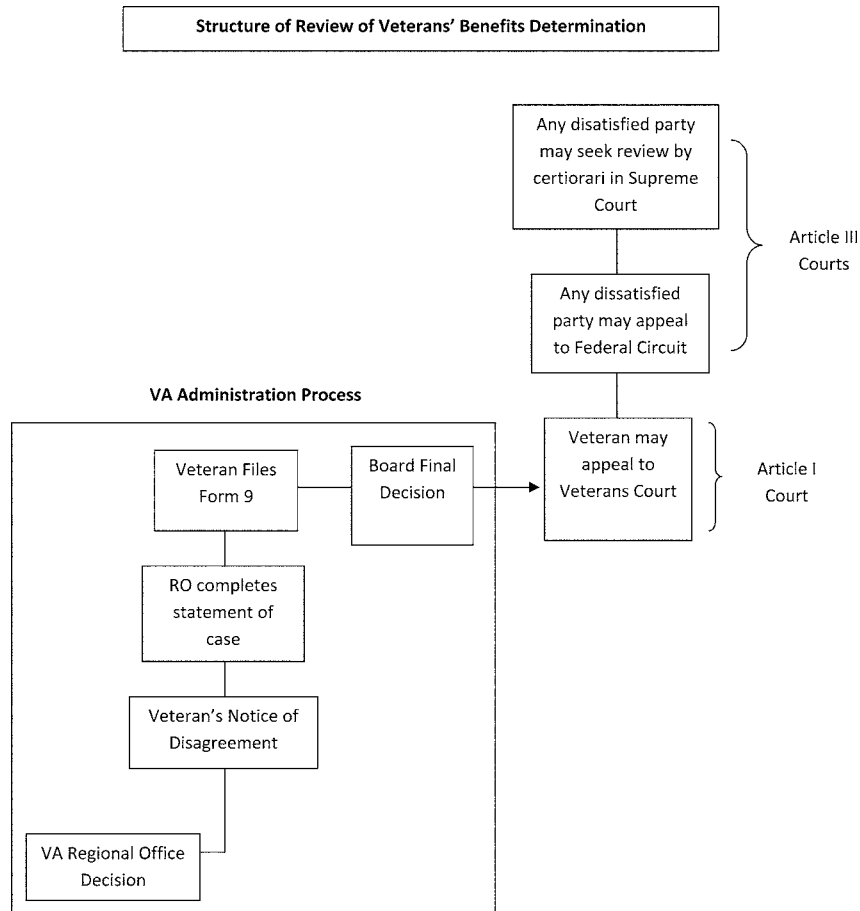 Structure of Review of Veterans’ Benefits Determination
Any disatisfied party
may seek review by
certiorari in Supreme
Court
Article III
Courts
Any dissatisfied
party may appeal
to Federal Circuit
VA Administration Process
Veteran may
appeal to
Veterans Court
Article I
Court
Veteran Files
Form 9
Board Final
Decision
RO completes
statement of
case
Veteran’s Notice of
Disagreement
VA Regional Office
Decision